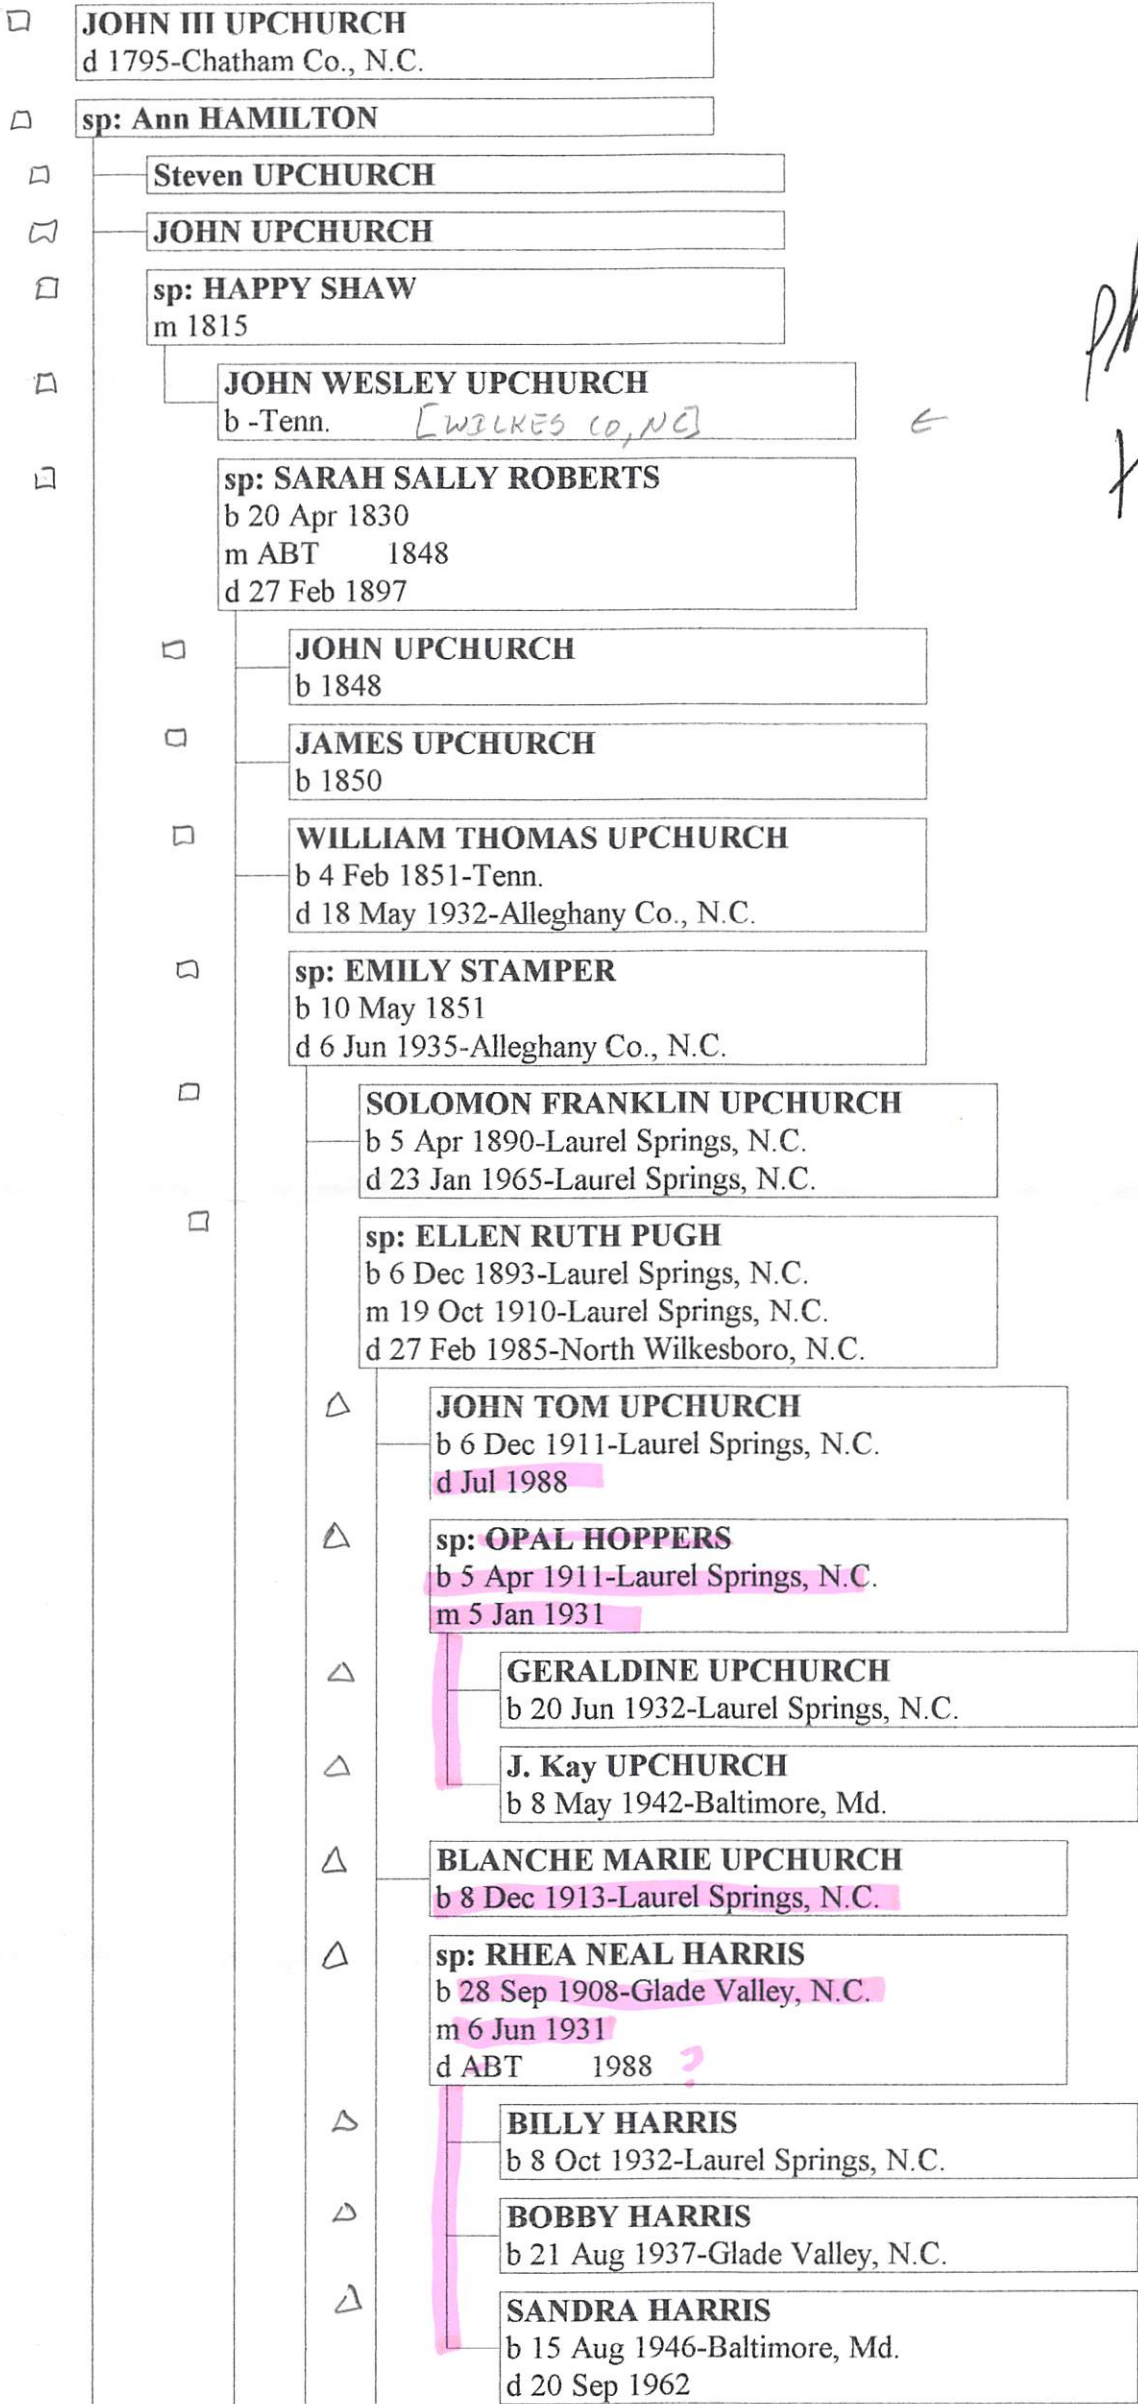 JOHN III UPCHURCH
d 1795-Chatham Co., N.C.
sp: Ann HAMILTON
Steven UPCHURCH
JOHN UPCHURCH
sp: HAPPY SHAW
m 1815
JOHN WESLEY UPCHURCH
b -Tenn. [WILKES CO, NC]
sp: SARAH SALLY ROBERTS
b 20 Apr 1830
m ABT 1848
d 27 Feb 1897
JOHN UPCHURCH
b 1848
JAMES UPCHURCH
b 1850
WILLIAM THOMAS UPCHURCH
b 4 Feb 1851-Tenn.
d 18 May 1932-Alleghany Co., N.C.
sp: EMILY STAMPER
b 10 May 1851
d 6 Jun 1935-Alleghany Co., N.C.
SOLOMON FRANKLIN UPCHURCH
b 5 Apr 1890-Laurel Springs, N.C.
d 23 Jan 1965-Laurel Springs, N.C.
sp: ELLEN RUTH PUGH
b 6 Dec 1893-Laurel Springs, N.C.
m 19 Oct 1910-Laurel Springs, N.C.
d 27 Feb 1985-North Wilkesboro, N.C.
JOHN TOM UPCHURCH
b 6 Dec 1911-Laurel Springs, N.C.
d Jul 1988
sp: OPAL HOPPERS
b 5 Apr 1911-Laurel Springs, N.C.
m 5 Jan 1931
GERALDINE UPCHURCH
b 20 Jun 1932-Laurel Springs, N.C.
J. Kay UPCHURCH
b 8 May 1942-Baltimore, Md.
BLANCHE MARIE UPCHURCH
b 8 Dec 1913-Laurel Springs, N.C.
sp: RHEA NEAL HARRIS
b 28 Sep 1908-Glade Valley, N.C.
m 6 Jun 1931
d ABT 1988 ?
BILLY HARRIS
b 8 Oct 1932-Laurel Springs, N.C.
BOBBY HARRIS
b 21 Aug 1937-Glade Valley, N.C.
SANDRA HARRIS
b 15 Aug 1946-Baltimore, Md.
d 20 Sep 1962